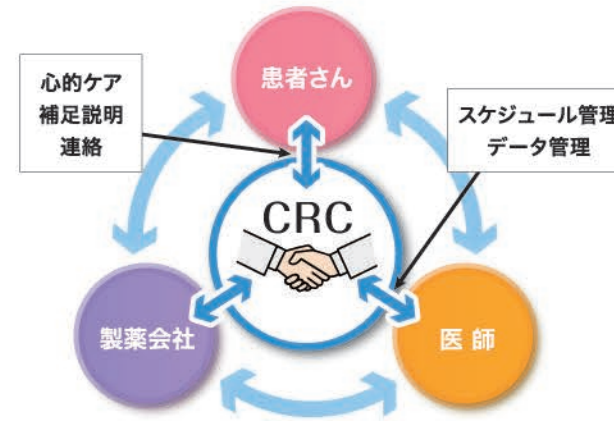 患者さん
心的ケア
補足説明
連絡
スケジュール管理
データ管理
CRC
製薬会社
医師